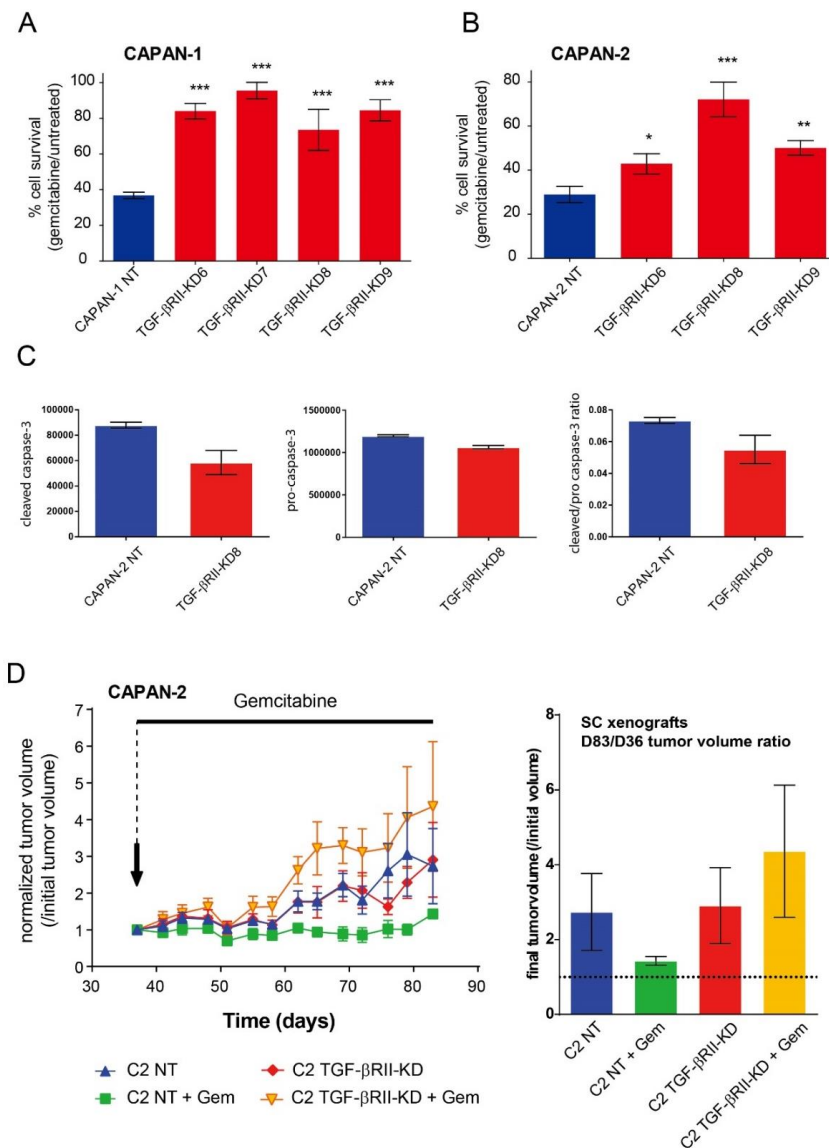 A
CAPAN-1
% cell survival
(gemcitabine/untreated)
100
80
60
40
20
0
***
***
***
***
CAPAN-1 NT
TGF-βRII-KD6
TGF-βRII-KD7
TGF-βRII-KD8
TGF-βRII-KD9
B
CAPAN-2
% cell survival
(gemcitabine/untreated)
80
60
40
20
0
*
***
**
CAPAN-2 NT
TGF-βRII-KD6
TGF-βRII-KD8
TGF-βRII-KD9
C
cleaved caspase-3
100000
80000
60000
40000
20000
0
CAPAN-2 NT
TGF-βRII-KD8
pro-caspase-3
1500000
1000000
500000
0
CAPAN-2 NT
TGF-βRII-KD8
cleaved/pro caspase-3 ratio
0.08
0.06
0.04
0.02
0.00
CAPAN-2 NT
TGF-βRII-KD8
D
CAPAN-2
Gemcitabine
normalized tumor volume
(/initial tumor volume)
7
6
5
4
3
2
1
0
30
40
50
60
70
80
90
Time (days)
C2 NT
C2 TGF-βRII-KD
C2 NT + Gem
C2 TGF-βRII-KD + Gem
SC xenografts
D83/D36 tumor volume ratio
final tumorvolume(/initial volume)
8
6
4
2
0
C2 NT
C2 NT + Gem
C2 TGF-βRII-KD
C2 TGF-βRII-KD + Gem